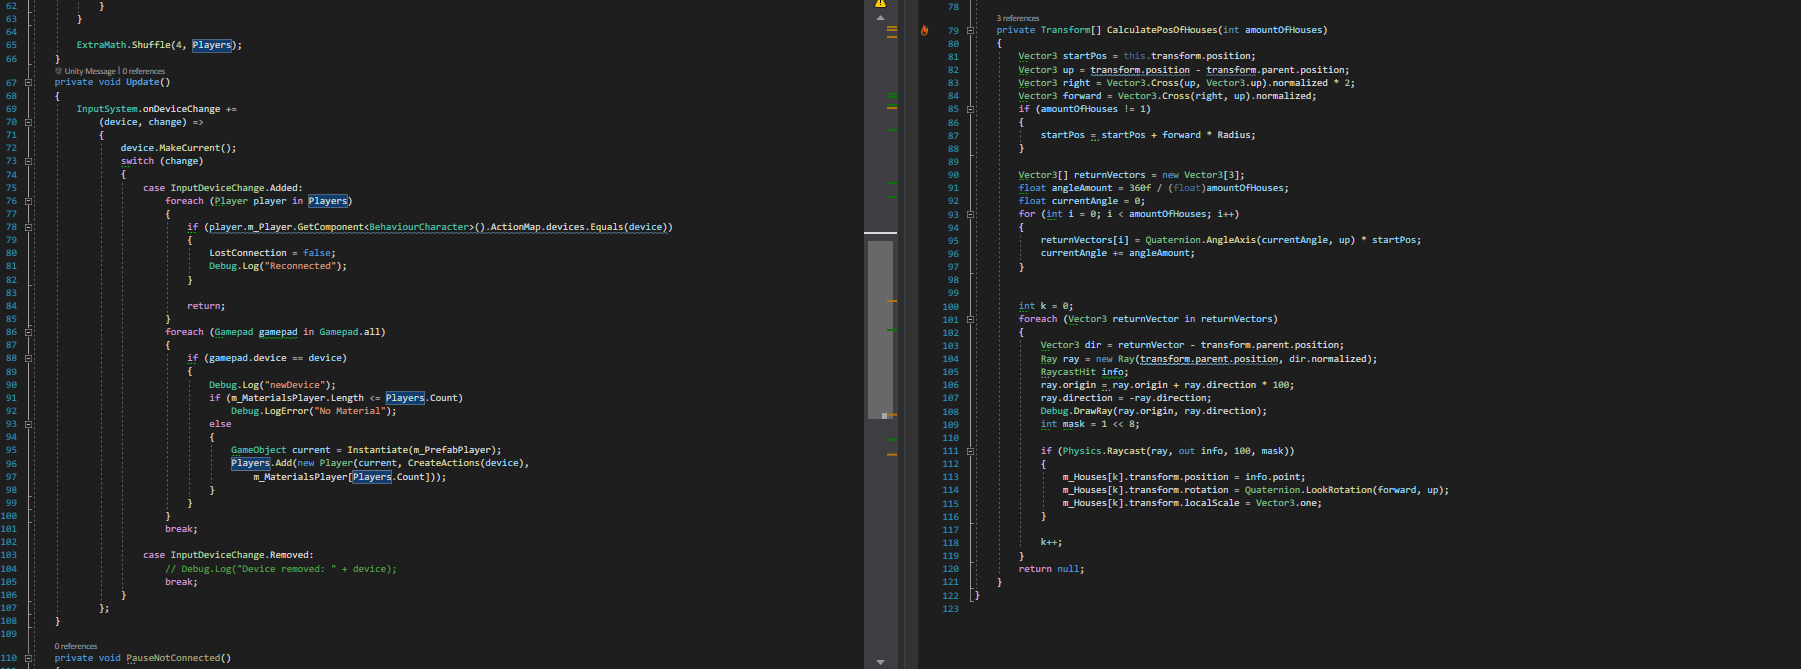 62
}
63
}
64
65 ExtraMath.Shuffle(4, Players);
66 }
Unity Message | 0 references
67 private void Update()
68 {
69 InputSystem.onDeviceChange +=
70 (device, change) =>
71 {
72 device.MakeCurrent();
73 switch (change)
74 {
75 case InputDeviceChange.Added:
76 foreach (Player player in Players)
77 {
78 if (player.m_Player.GetComponent<BehaviourCharacter>().ActionMap.devices.Equals(device))
79 {
80 LostConnection = false;
81 Debug.Log("Reconnected");
82 }
83
84 return;
85 }
86 foreach (Gamepad gamepad in Gamepad.all)
87 {
88 if (gamepad.device == device)
89 {
90 Debug.Log("newDevice");
91 if (m_MaterialsPlayer.Length <= Players.Count)
92 Debug.LogError("No Material");
93 else
94 {
95 GameObject current = Instantiate(m_PrefabPlayer);
96 Players.Add(new Player(current, CreateActions(device),
97 m_MaterialsPlayer[Players.Count]));
98 }
99 }
100 }
101 break;
102
103 case InputDeviceChange.Removed:
104 // Debug.Log("Device removed: " + device);
105 break;
106 }
107 };
108 }
109
0 references
110 private void PauseNotConnected()
78
3 references
79 private Transform[] CalculatePosOfHouses(int amountOfHouses)
80 {
81 Vector3 startPos = this.transform.position;
82 Vector3 up = transform.position - transform.parent.position;
83 Vector3 right = Vector3.Cross(up, Vector3.up).normalized * 2;
84 Vector3 forward = Vector3.Cross(right, up).normalized;
85 if (amountOfHouses != 1)
86 {
87 startPos = startPos + forward * Radius;
88 }
89
90 Vector3[] returnVectors = new Vector3[3];
91 float angleAmount = 360f / (float)amountOfHouses;
92 float currentAngle = 0;
93 for (int i = 0; i < amountOfHouses; i++)
94 {
95 returnVectors[i] = Quaternion.AngleAxis(currentAngle, up) * startPos;
96 currentAngle += angleAmount;
97 }
98
99
100 int k = 0;
101 foreach (Vector3 returnVector in returnVectors)
102 {
103 Vector3 dir = returnVector - transform.parent.position;
104 Ray ray = new Ray(transform.parent.position, dir.normalized);
105 RaycastHit info;
106 ray.origin = ray.origin + ray.direction * 100;
107 ray.direction = -ray.direction;
108 Debug.DrawRay(ray.origin, ray.direction);
109 int mask = 1 << 8;
110
111 if (Physics.Raycast(ray, out info, 100, mask))
112 {
113 m_Houses[k].transform.position = info.point;
114 m_Houses[k].transform.rotation = Quaternion.LookRotation(forward, up);
115 m_Houses[k].transform.localScale = Vector3.one;
116 }
117
118 k++;
119 }
120 return null;
121 }
122 }
123